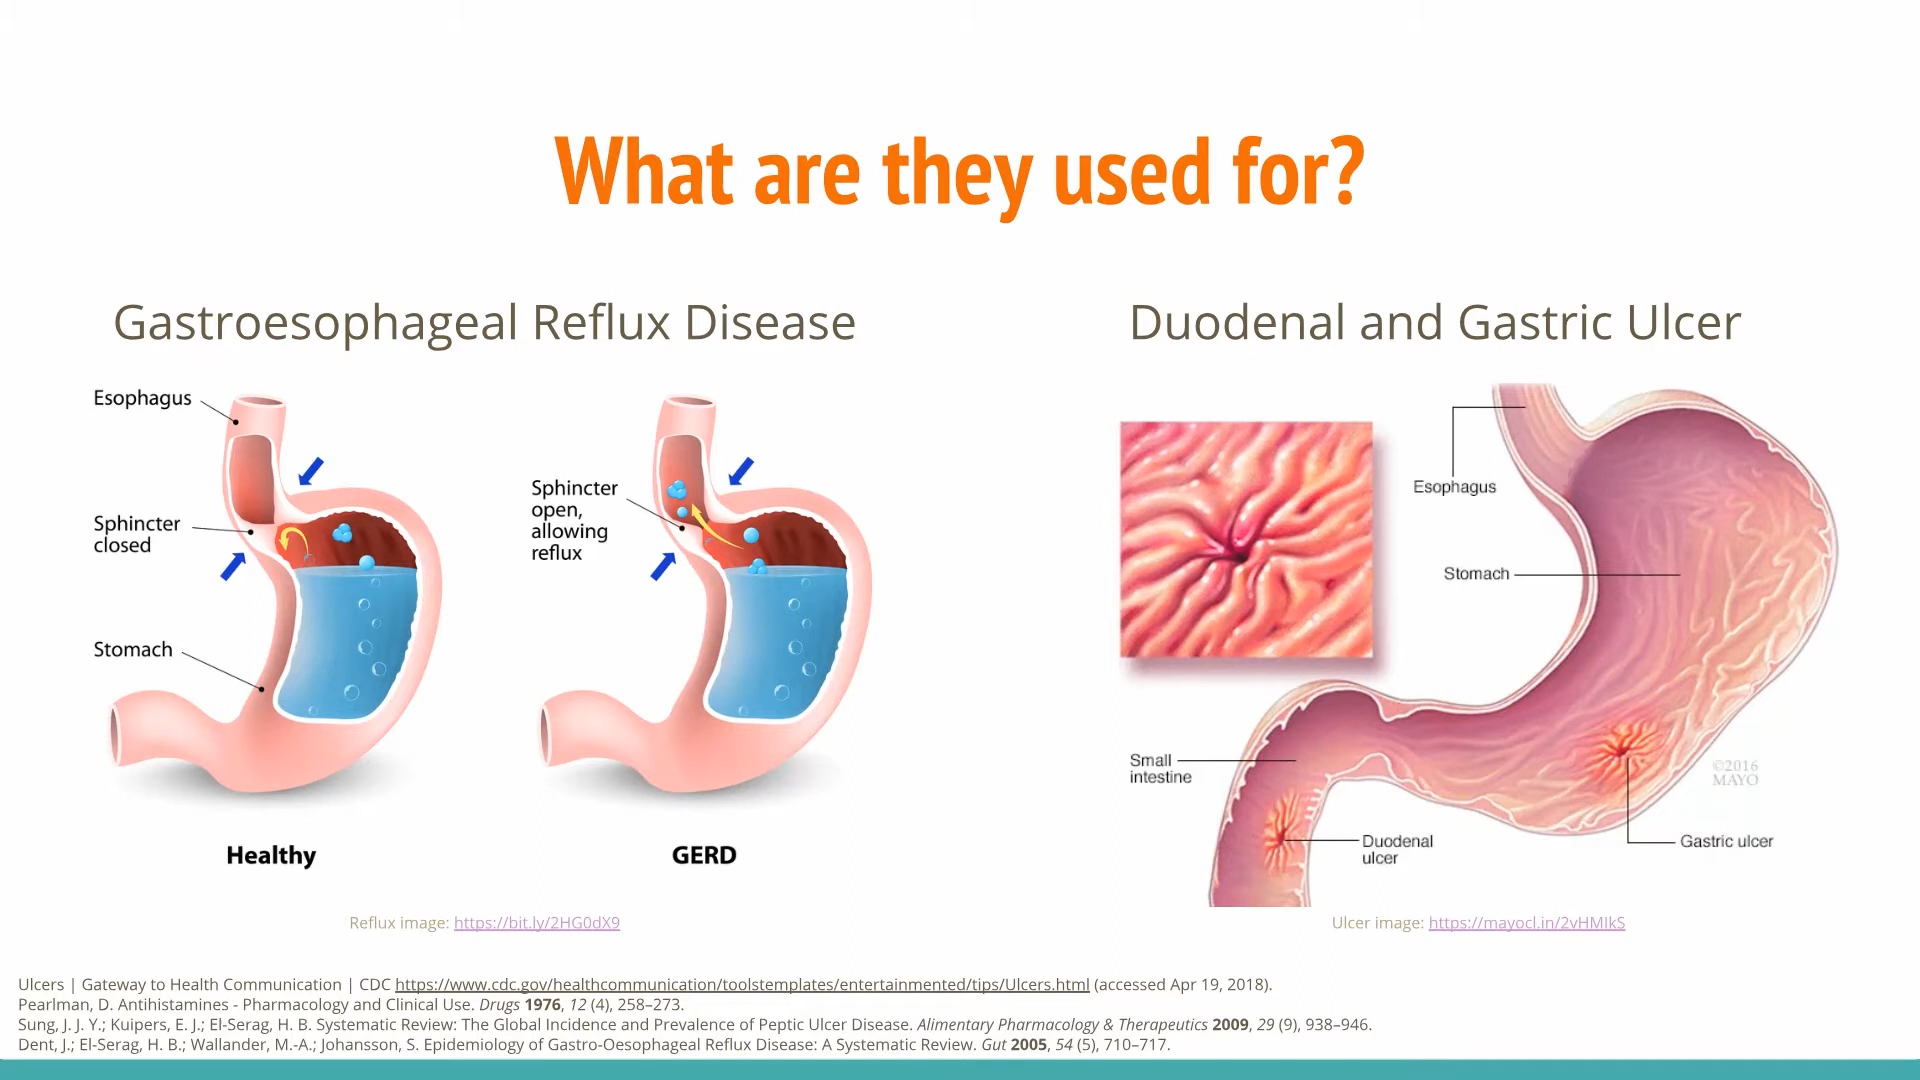 What are they used for?
Gastroesophageal Reflux Disease
Esophagus
Sphincter
closed
Stomach
Healthy
Sphincter
open,
allowing
reflux
GERD
Reflux image: https://bit.ly/2HG0dX9
Duodenal and Gastric Ulcer
Esophagus
Stomach
Small
intestine
Duodenal
ulcer
Gastric ulcer
©2016
MAYO
Ulcer image: https://mayocl.in/2vHMIkS
Ulcers | Gateway to Health Communication | CDC https://www.cdc.gov/healthcommunication/toolstemplates/entertainmented/tips/Ulcers.html (accessed Apr 19, 2018).
Pearlman, D. Antihistamines - Pharmacology and Clinical Use. Drugs 1976, 12 (4), 258–273.
Sung, J. J. Y.; Kuipers, E. J.; El-Serag, H. B. Systematic Review: The Global Incidence and Prevalence of Peptic Ulcer Disease. Alimentary Pharmacology & Therapeutics 2009, 29 (9), 938–946.
Dent, J.; El-Serag, H. B.; Wallander, M.-A.; Johansson, S. Epidemiology of Gastro-Oesophageal Reflux Disease: A Systematic Review. Gut 2005, 54 (5), 710–717.